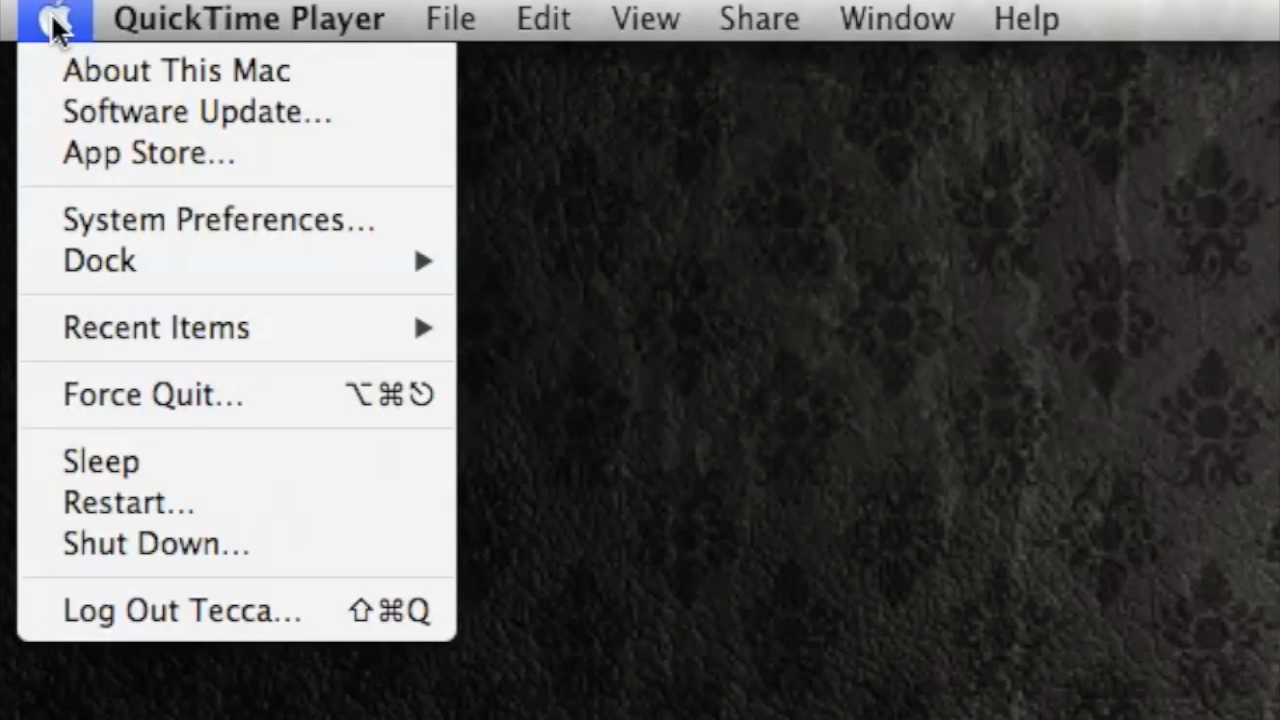 QuickTime Player File Edit View Share Window Help
About This Mac
Software Update...
App Store...
System Preferences...
Dock ▶
Recent Items ▶
Force Quit... ⌥⌘⎋
Sleep
Restart...
Shut Down...
Log Out Tecca... ⇧⌘Q